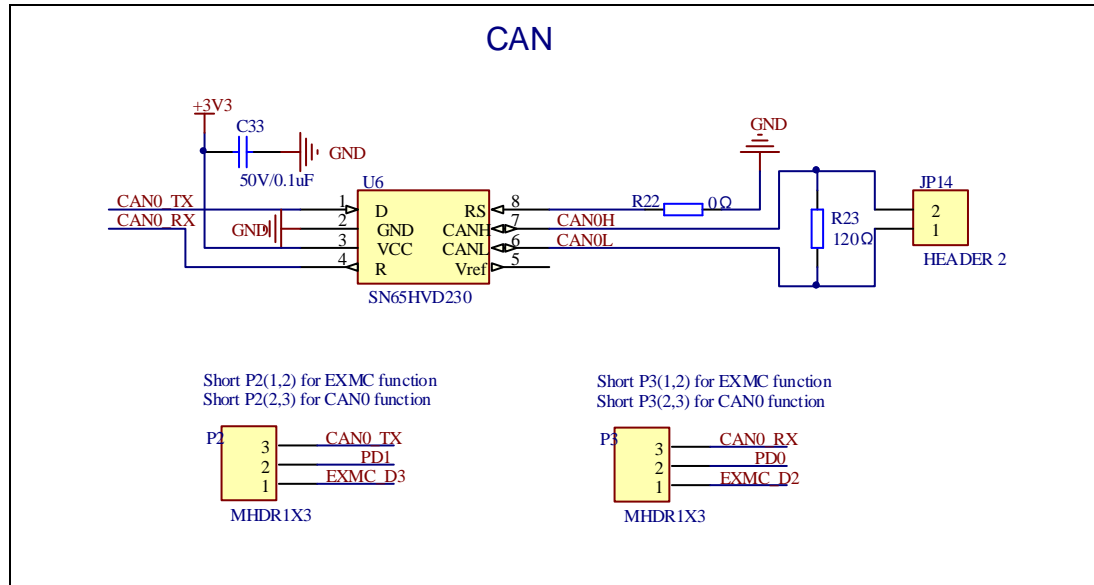 CAN
+3V3
C33
GND
50V/0.1uF
GND
CAN0_TX
CAN0_RX
U6
1 D RS 8
GND 2 GND CANH 7 CAN0H
3 VCC CANL 6 CAN0L
4 R Vref 5
SN65HVD230
R22 0Ω
R23
120Ω
JP14
2
1
HEADER 2
Short P2(1,2) for EXMC function
Short P2(2,3) for CAN0 function
P2
3 CAN0_TX
2 PD1
1 EXMC_D3
MHDR1X3
Short P3(1,2) for EXMC function
Short P3(2,3) for CAN0 function
P3
3 CAN0_RX
2 PD0
1 EXMC_D2
MHDR1X3